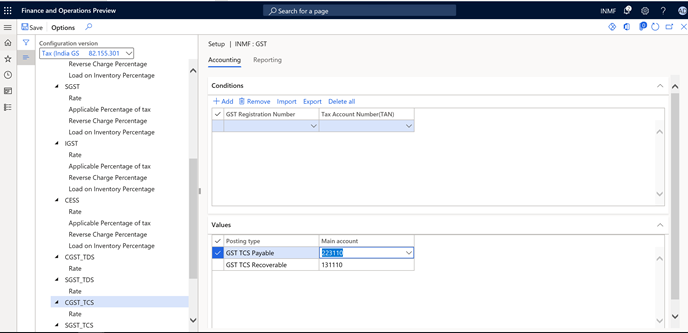 Finance and Operations Preview
Search for a page
INMF
Save
Options
Configuration version
Tax (India GS 82.155.301
Reverse Charge Percentage
Load on Inventory Percentage
SGST
Rate
Applicable Percentage of tax
Reverse Charge Percentage
Load on Inventory Percentage
IGST
Rate
Applicable Percentage of tax
Reverse Charge Percentage
Load on Inventory Percentage
CESS
Rate
Applicable Percentage of tax
Reverse Charge Percentage
Load on Inventory Percentage
CGST_TDS
Rate
SGST_TDS
Rate
CGST_TCS
Rate
SGST_TCS
Setup | INMF : GST
Accounting Reporting
Conditions
Add Remove Import Export Delete all
GST Registration Number Tax Account Number(TAN)
Values
Posting type Main account
GST TCS Payable 223110
GST TCS Recoverable 131110